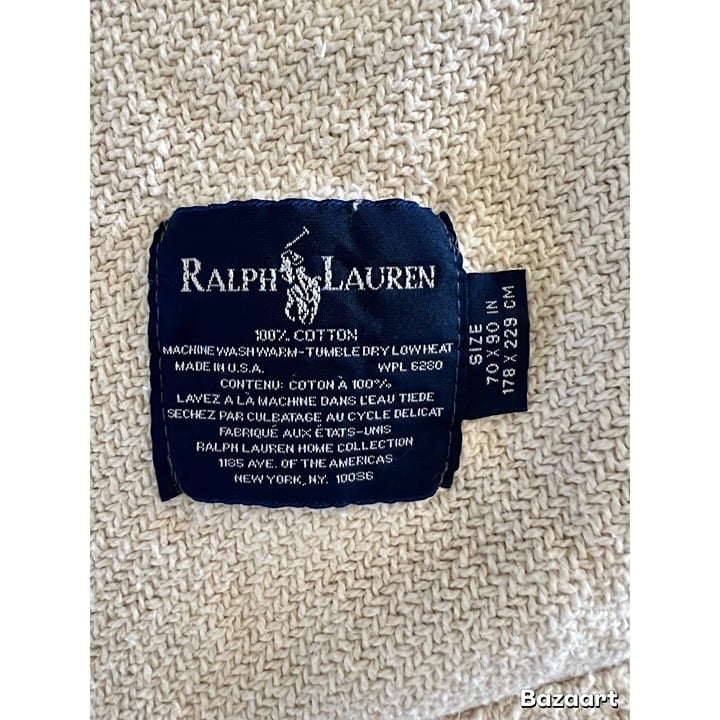 RALPH LAUREN
100% COTTON
MACHINE WASH WARM-TUMBLE DRY LOW HEAT
MADE IN U.S.A. WPL 6280
CONTENU: COTON À 100%
LAVEZ A LÀ MACHINE DANS L'EAU TIEDE
SECHEZ PAR CULBATAGE AU CYCLE DELICAT
FABRIQUÉ AUX ÉTATS-UNIS
RALPH LAUREN HOME COLLECTION
1185 AVE. OF THE AMERICAS
NEW YORK, NY. 10036
SIZE
70 X 90 IN
178 X 229 CM
Bazaart